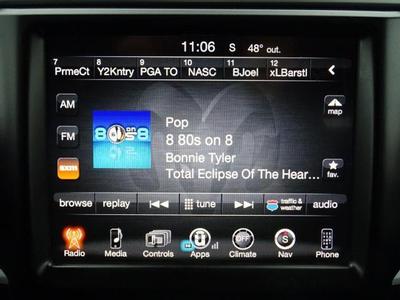 11:06 S 48° out.
7 8 9 10 11 12
PrmeCt Y2Kntry PGA TO NASC BJoel xLBarstl
AM
FM
SXM
80s on 8
Pop
8 80s on 8
Bonnie Tyler
Total Eclipse Of The Hear...
map
fav.
browse replay tune traffic & weather audio
OFF S
Radio Media Controls Apps Climate Nav Phone